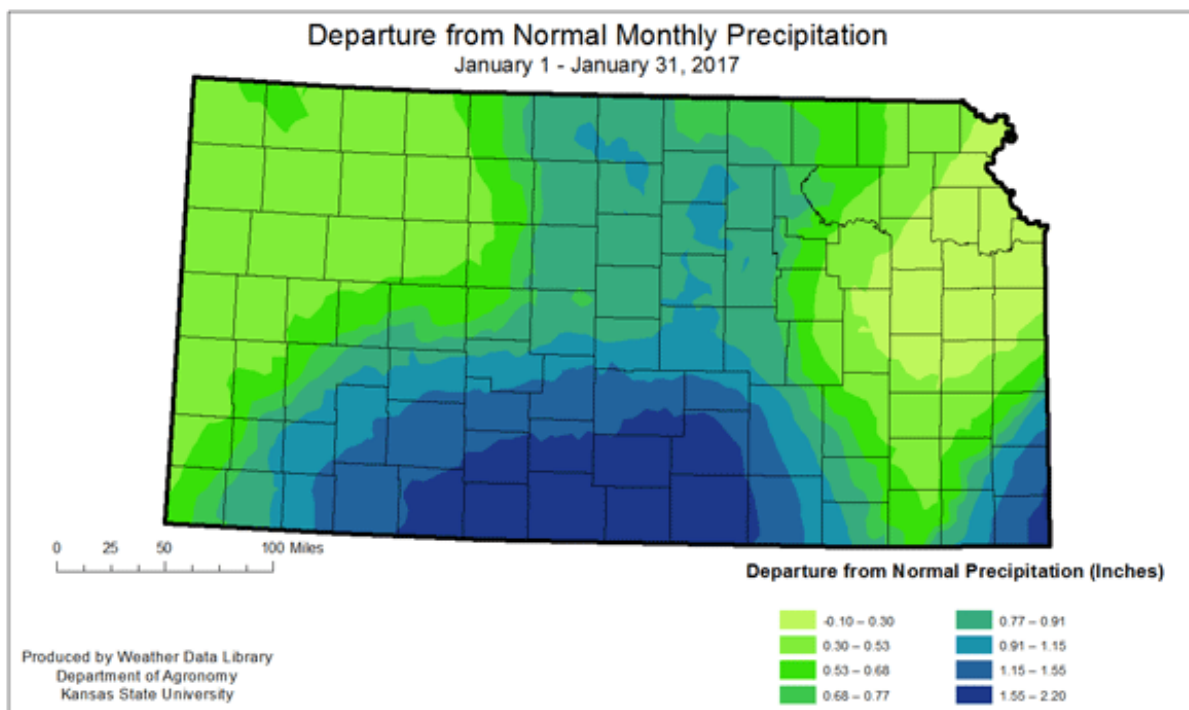 Departure from Normal Monthly Precipitation
January 1 - January 31, 2017
0 25 50 100 Miles
Departure from Normal Precipitation (Inches)
-0.10 – 0.30
0.30 – 0.53
0.53 – 0.68
0.68 – 0.77
0.77 – 0.91
0.91 – 1.15
1.15 – 1.55
1.55 – 2.20
Produced by Weather Data Library
Department of Agronomy
Kansas State University